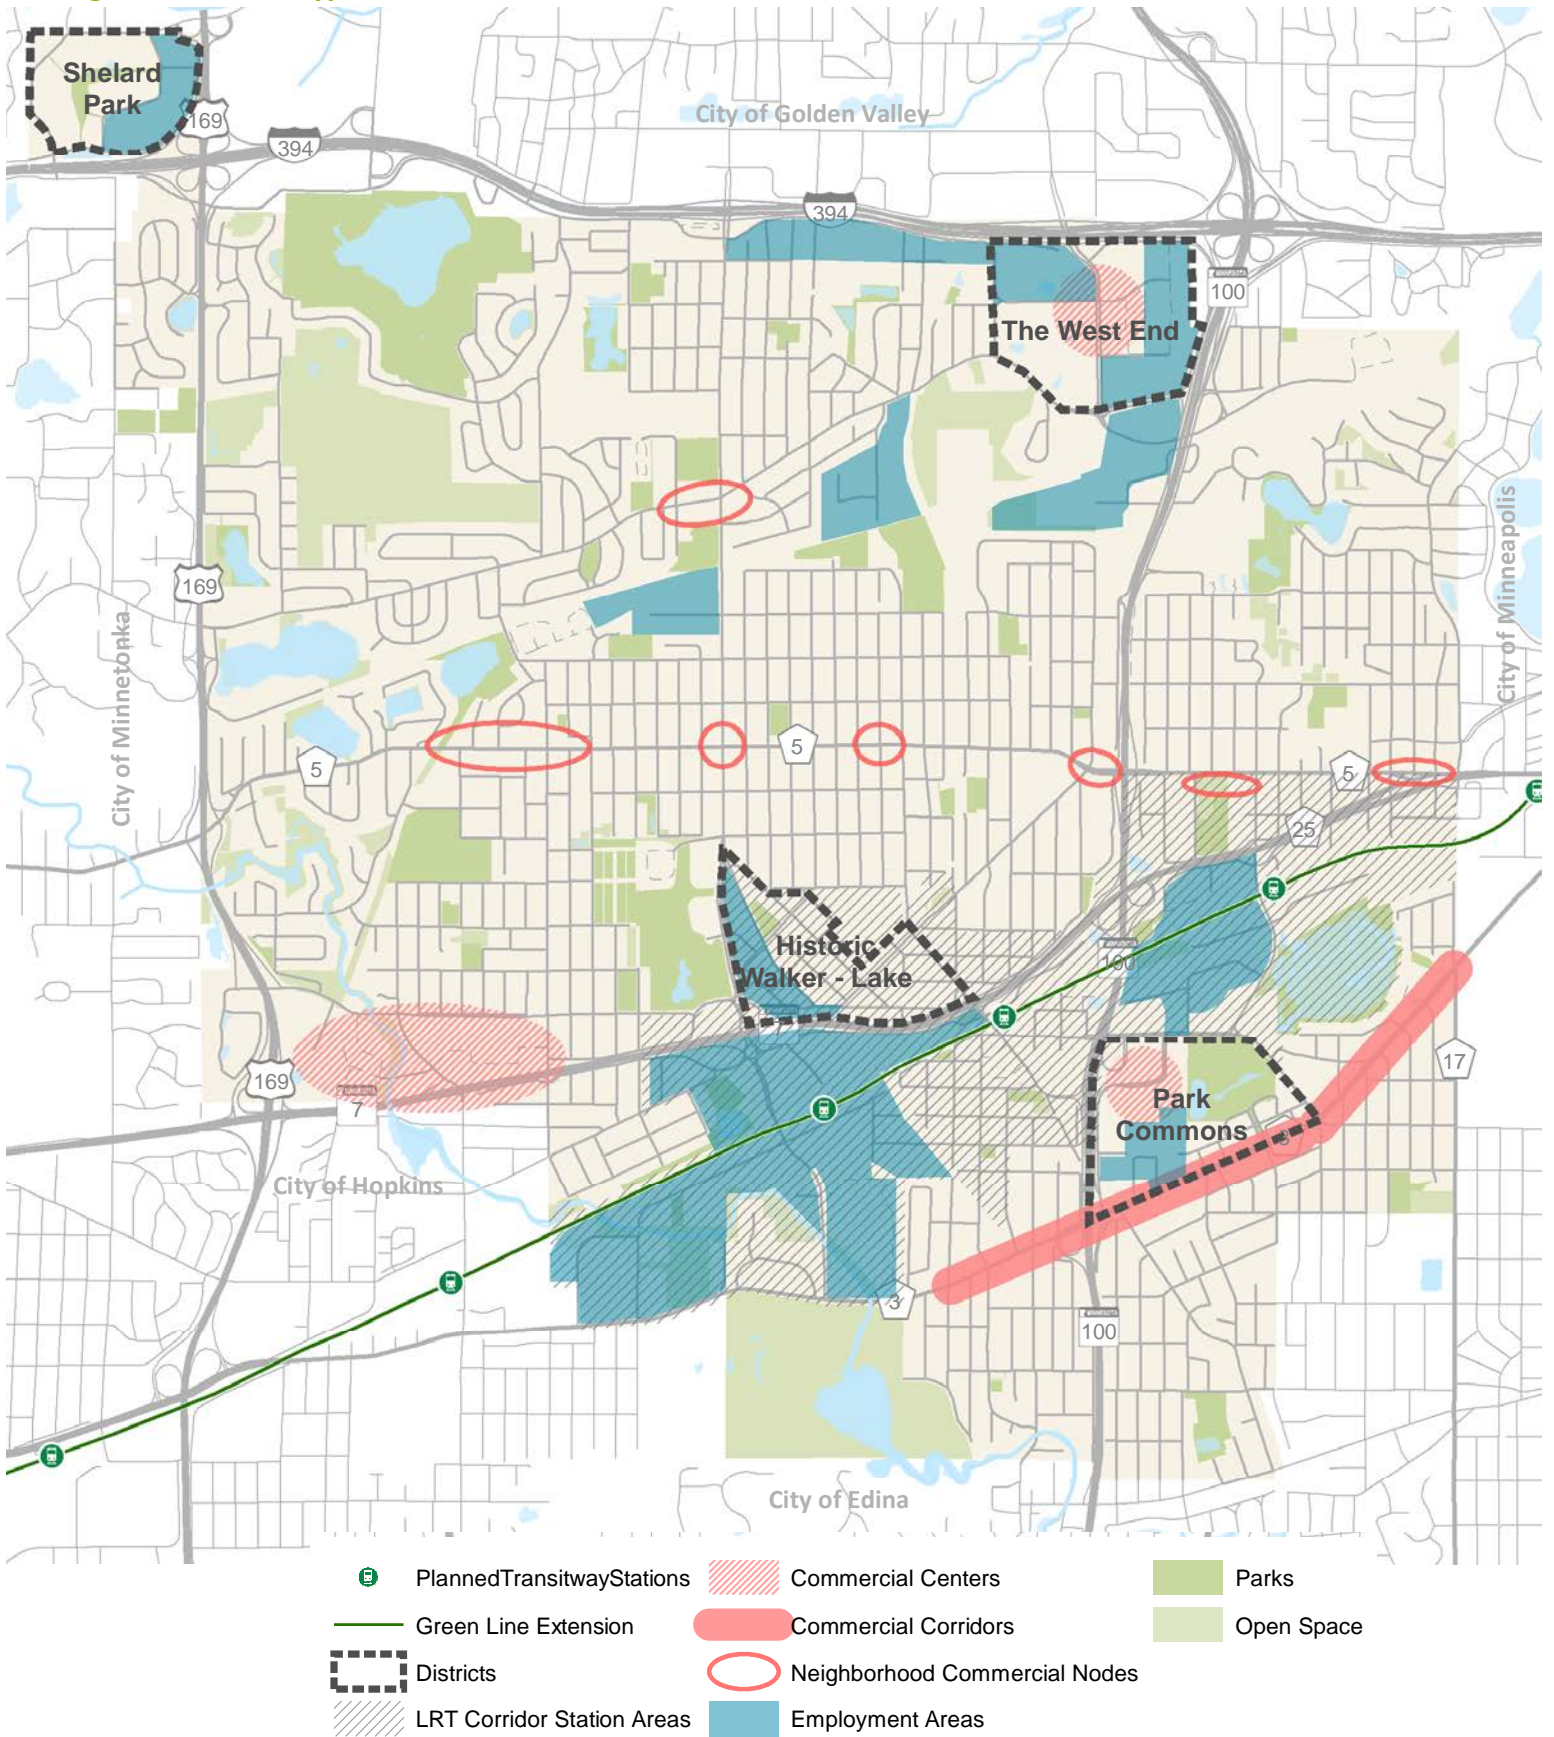 Shelard
Park
169
394
City of Golden Valley
394
100
The West End
169
City of Minnetonka
City of Minneapolis
5
5
5
25
Historic
Walker - Lake
100
7
169
7
17
Park
Commons
3
City of Hopkins
3
100
City of Edina
PlannedTransitwayStations
Commercial Centers
Parks
Green Line Extension
Commercial Corridors
Open Space
Districts
Neighborhood Commercial Nodes
LRT Corridor Station Areas
Employment Areas